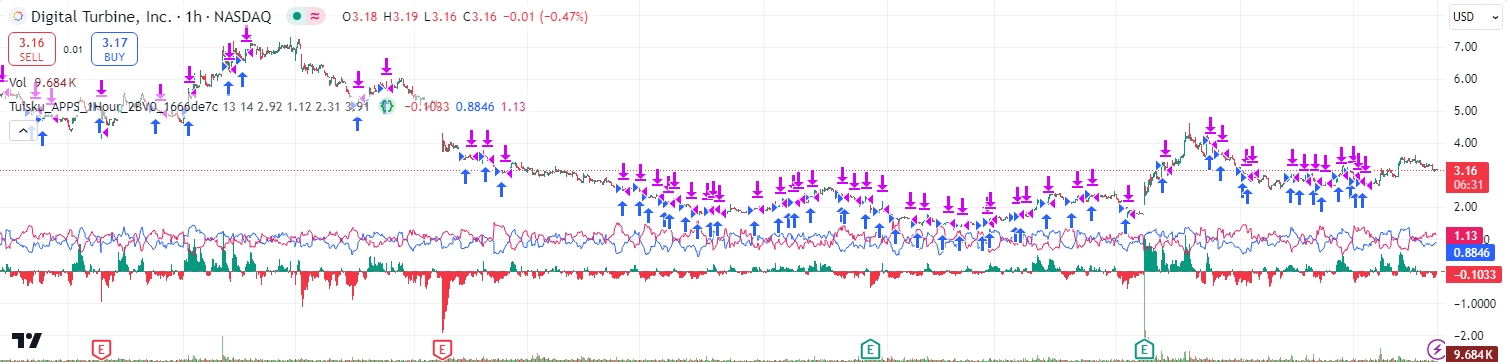 Digital Turbine, Inc. · 1h · NASDAQ O3.18 H3.19 L3.16 C3.16 −0.01 (−0.47%)
USD
3.16 SELL
0.01
3.17 BUY
Vol 9.684K
Tuisku_APPS_1Hour_2BV0_1666de7c 13 14 2.92 1.12 2.31 3.91 {} −0.1033 0.8846 1.13
7.00
6.00
5.00
4.00
3.16
06:31
2.00
1.13
0.8846
−0.1033
−1.0000
−2.00
9.684K
E E E E